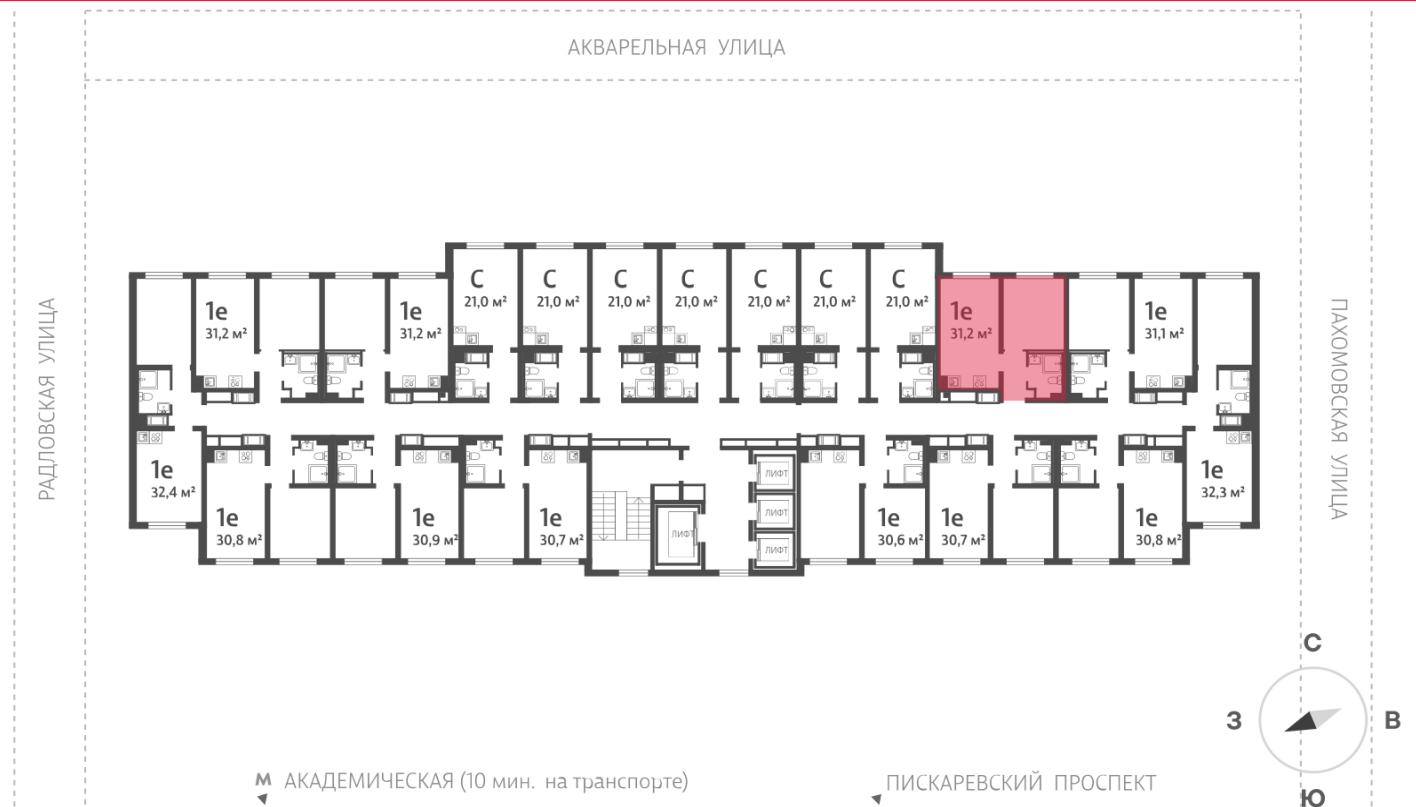 АКВАРЕЛЬНАЯ УЛИЦА
РАДЛОВСКАЯ УЛИЦА
ПАХОМОВСКАЯ УЛИЦА
С
21,0 м²
С
21,0 м²
С
21,0 м²
С
21,0 м²
С
21,0 м²
С
21,0 м²
С
21,0 м²
1е
31,2 м²
1е
31,2 м²
1е
31,2 м²
1е
31,1 м²
1е
32,4 м²
1е
32,3 м²
1е
30,8 м²
1е
30,9 м²
1е
30,7 м²
1е
30,6 м²
1е
30,7 м²
1е
30,8 м²
ЛИФТ
ЛИФТ
ЛИФТ
ЛИФТ
С
З
В
Ю
М АКАДЕМИЧЕСКАЯ (10 мин. на транспорте)
ПИСКАРЕВСКИЙ ПРОСПЕКТ